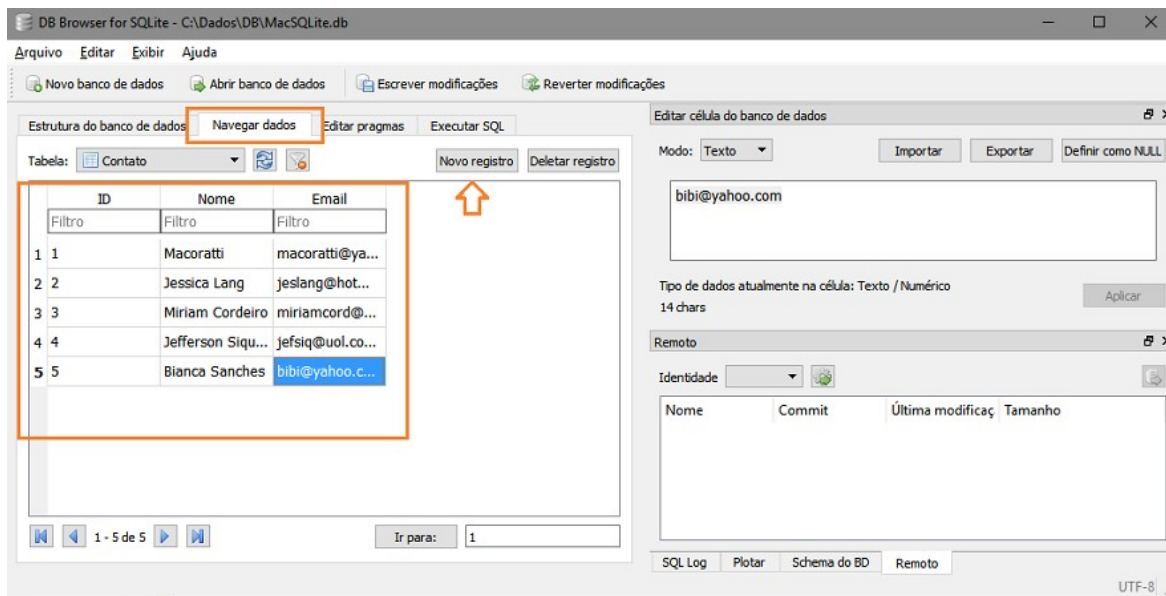 DB Browser for SQLite - C:\Dados\DB\MacSQLite.db
Arquivo Editar Exibir Ajuda
Novo banco de dados Abrir banco de dados Escrever modificações Reverter modificações
Estrutura do banco de dados Navegar dados Editar pragmas Executar SQL
Tabela: Contato Novo registro Deletar registro
ID Nome Email
Filtro Filtro Filtro
1 1 Macoratti macoratti@ya...
2 2 Jessica Lang jeslang@hot...
3 3 Miriam Cordeiro miriamcord@...
4 4 Jefferson Siqu... jefsiq@uol.co...
5 5 Bianca Sanches bibi@yahoo.c...
1 - 5 de 5 Ir para: 1
Editar célula do banco de dados
Modo: Texto Importar Exportar Definir como NULL
bibi@yahoo.com
Tipo de dados atualmente na célula: Texto / Numérico
14 chars
Aplicar
Remoto
Identidade
Nome Commit Última modificaç Tamanho
SQL Log Plotar Schema do BD Remoto
UTF-8